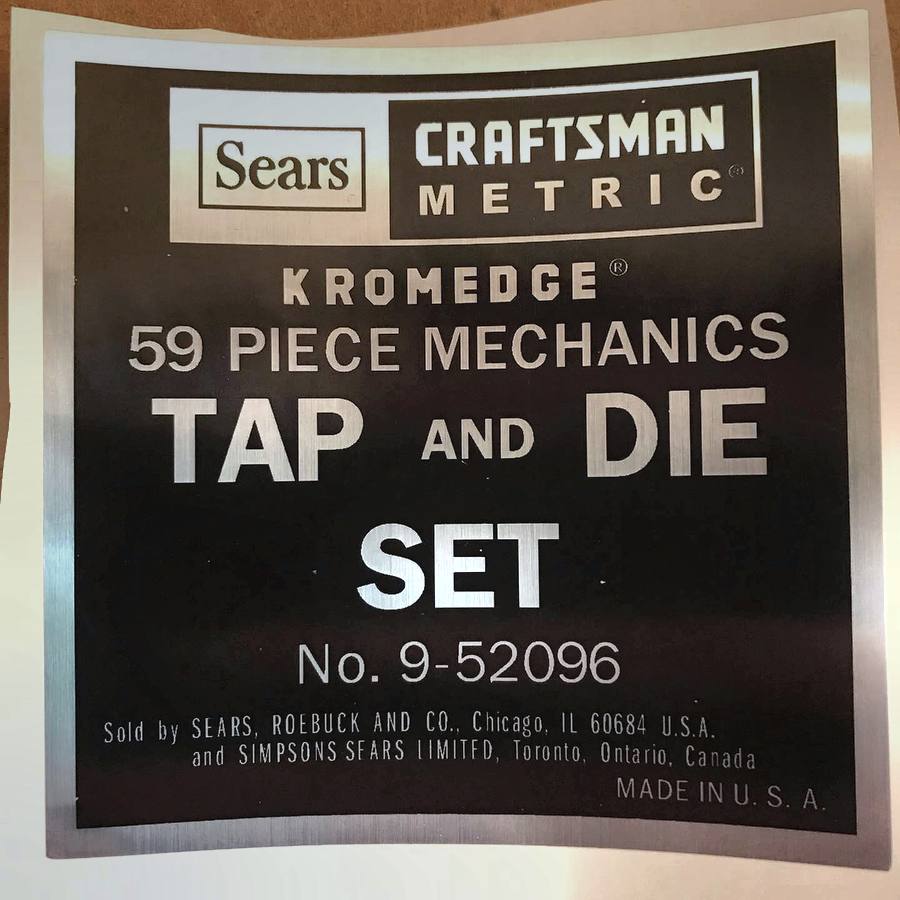 Sears
CRAFTSMAN
METRIC®
KROMEDGE®
59 PIECE MECHANICS
TAP AND DIE
SET
No. 9-52096
Sold by SEARS, ROEBUCK AND CO., Chicago, IL 60684 U.S.A.
and SIMPSONS SEARS LIMITED, Toronto, Ontario, Canada
MADE IN U. S. A.